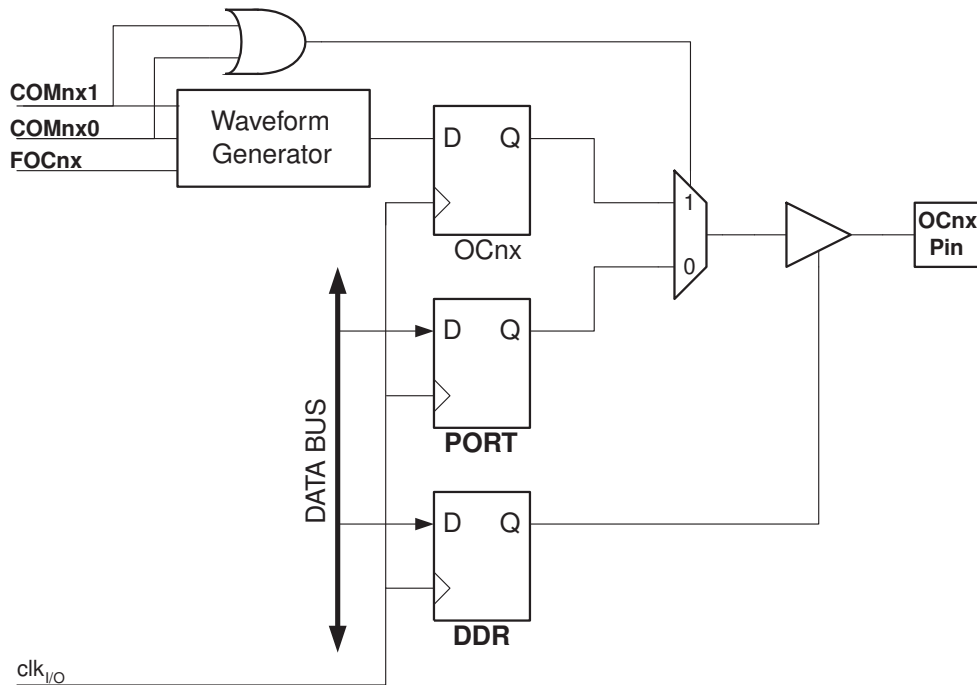 COMnx1
COMnx0
FOCnx
Waveform
Generator
D Q
OCnx
1
0
OCnx
Pin
D Q
PORT
DATA BUS
D Q
DDR
clkI/O